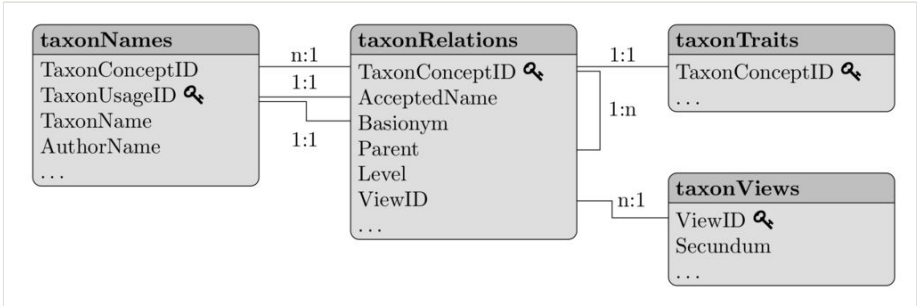 taxonNames
TaxonConceptID
TaxonUsageID
TaxonName
AuthorName
...
n:1
1:1
1:1
taxonRelations
TaxonConceptID
AcceptedName
Basionym
Parent
Level
ViewID
...
1:1
1:n
n:1
taxonTraits
TaxonConceptID
...
taxonViews
ViewID
Secundum
...